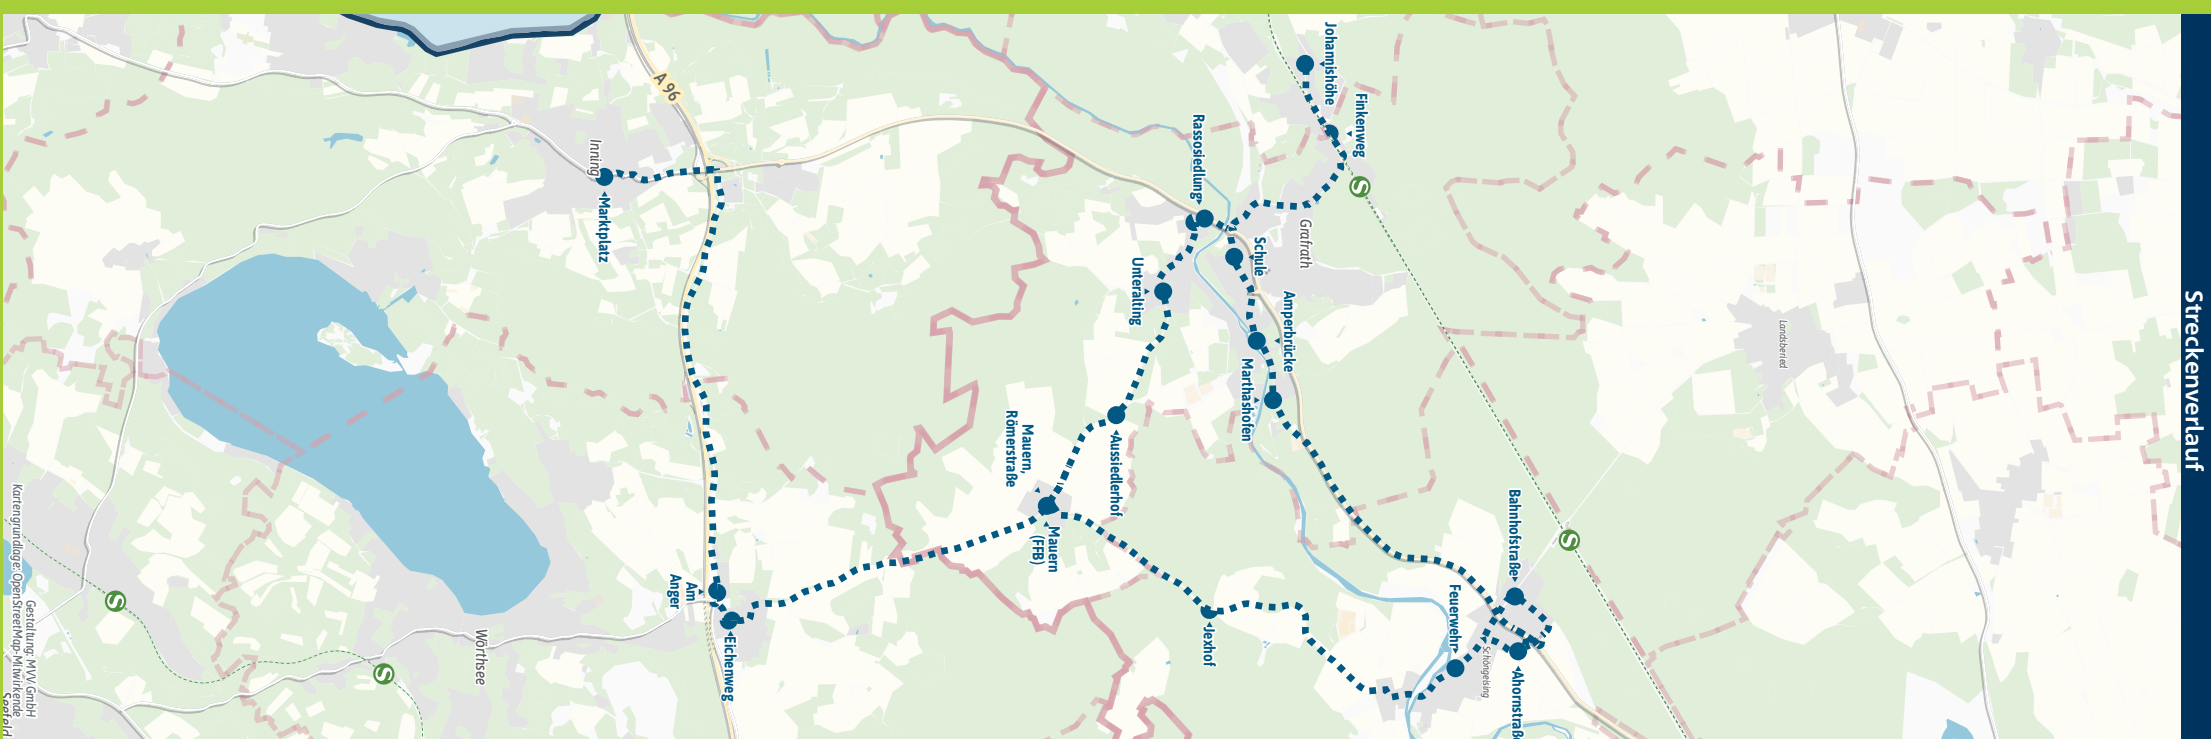 Streckenverlauf
Johannishöhe
Finkenweg
S
Grafrath
Rassosiedlung
Schule
Amperbrücke
Unteralting
Marthashofen
Landsberied
A 96
Inning
Marktplatz
Aussiedlerhof
Mauern,
Römerstraße
Mauern
(FFB)
Bahnhofstraße
S
Feuerwehr
Schöngeising
Jexhof
Am
Anger
Eichenweg
Wörthsee
S
S
Kartengrundlage: OpenStreetMap-Mitwirkende
Gestaltung: MVV GmbH